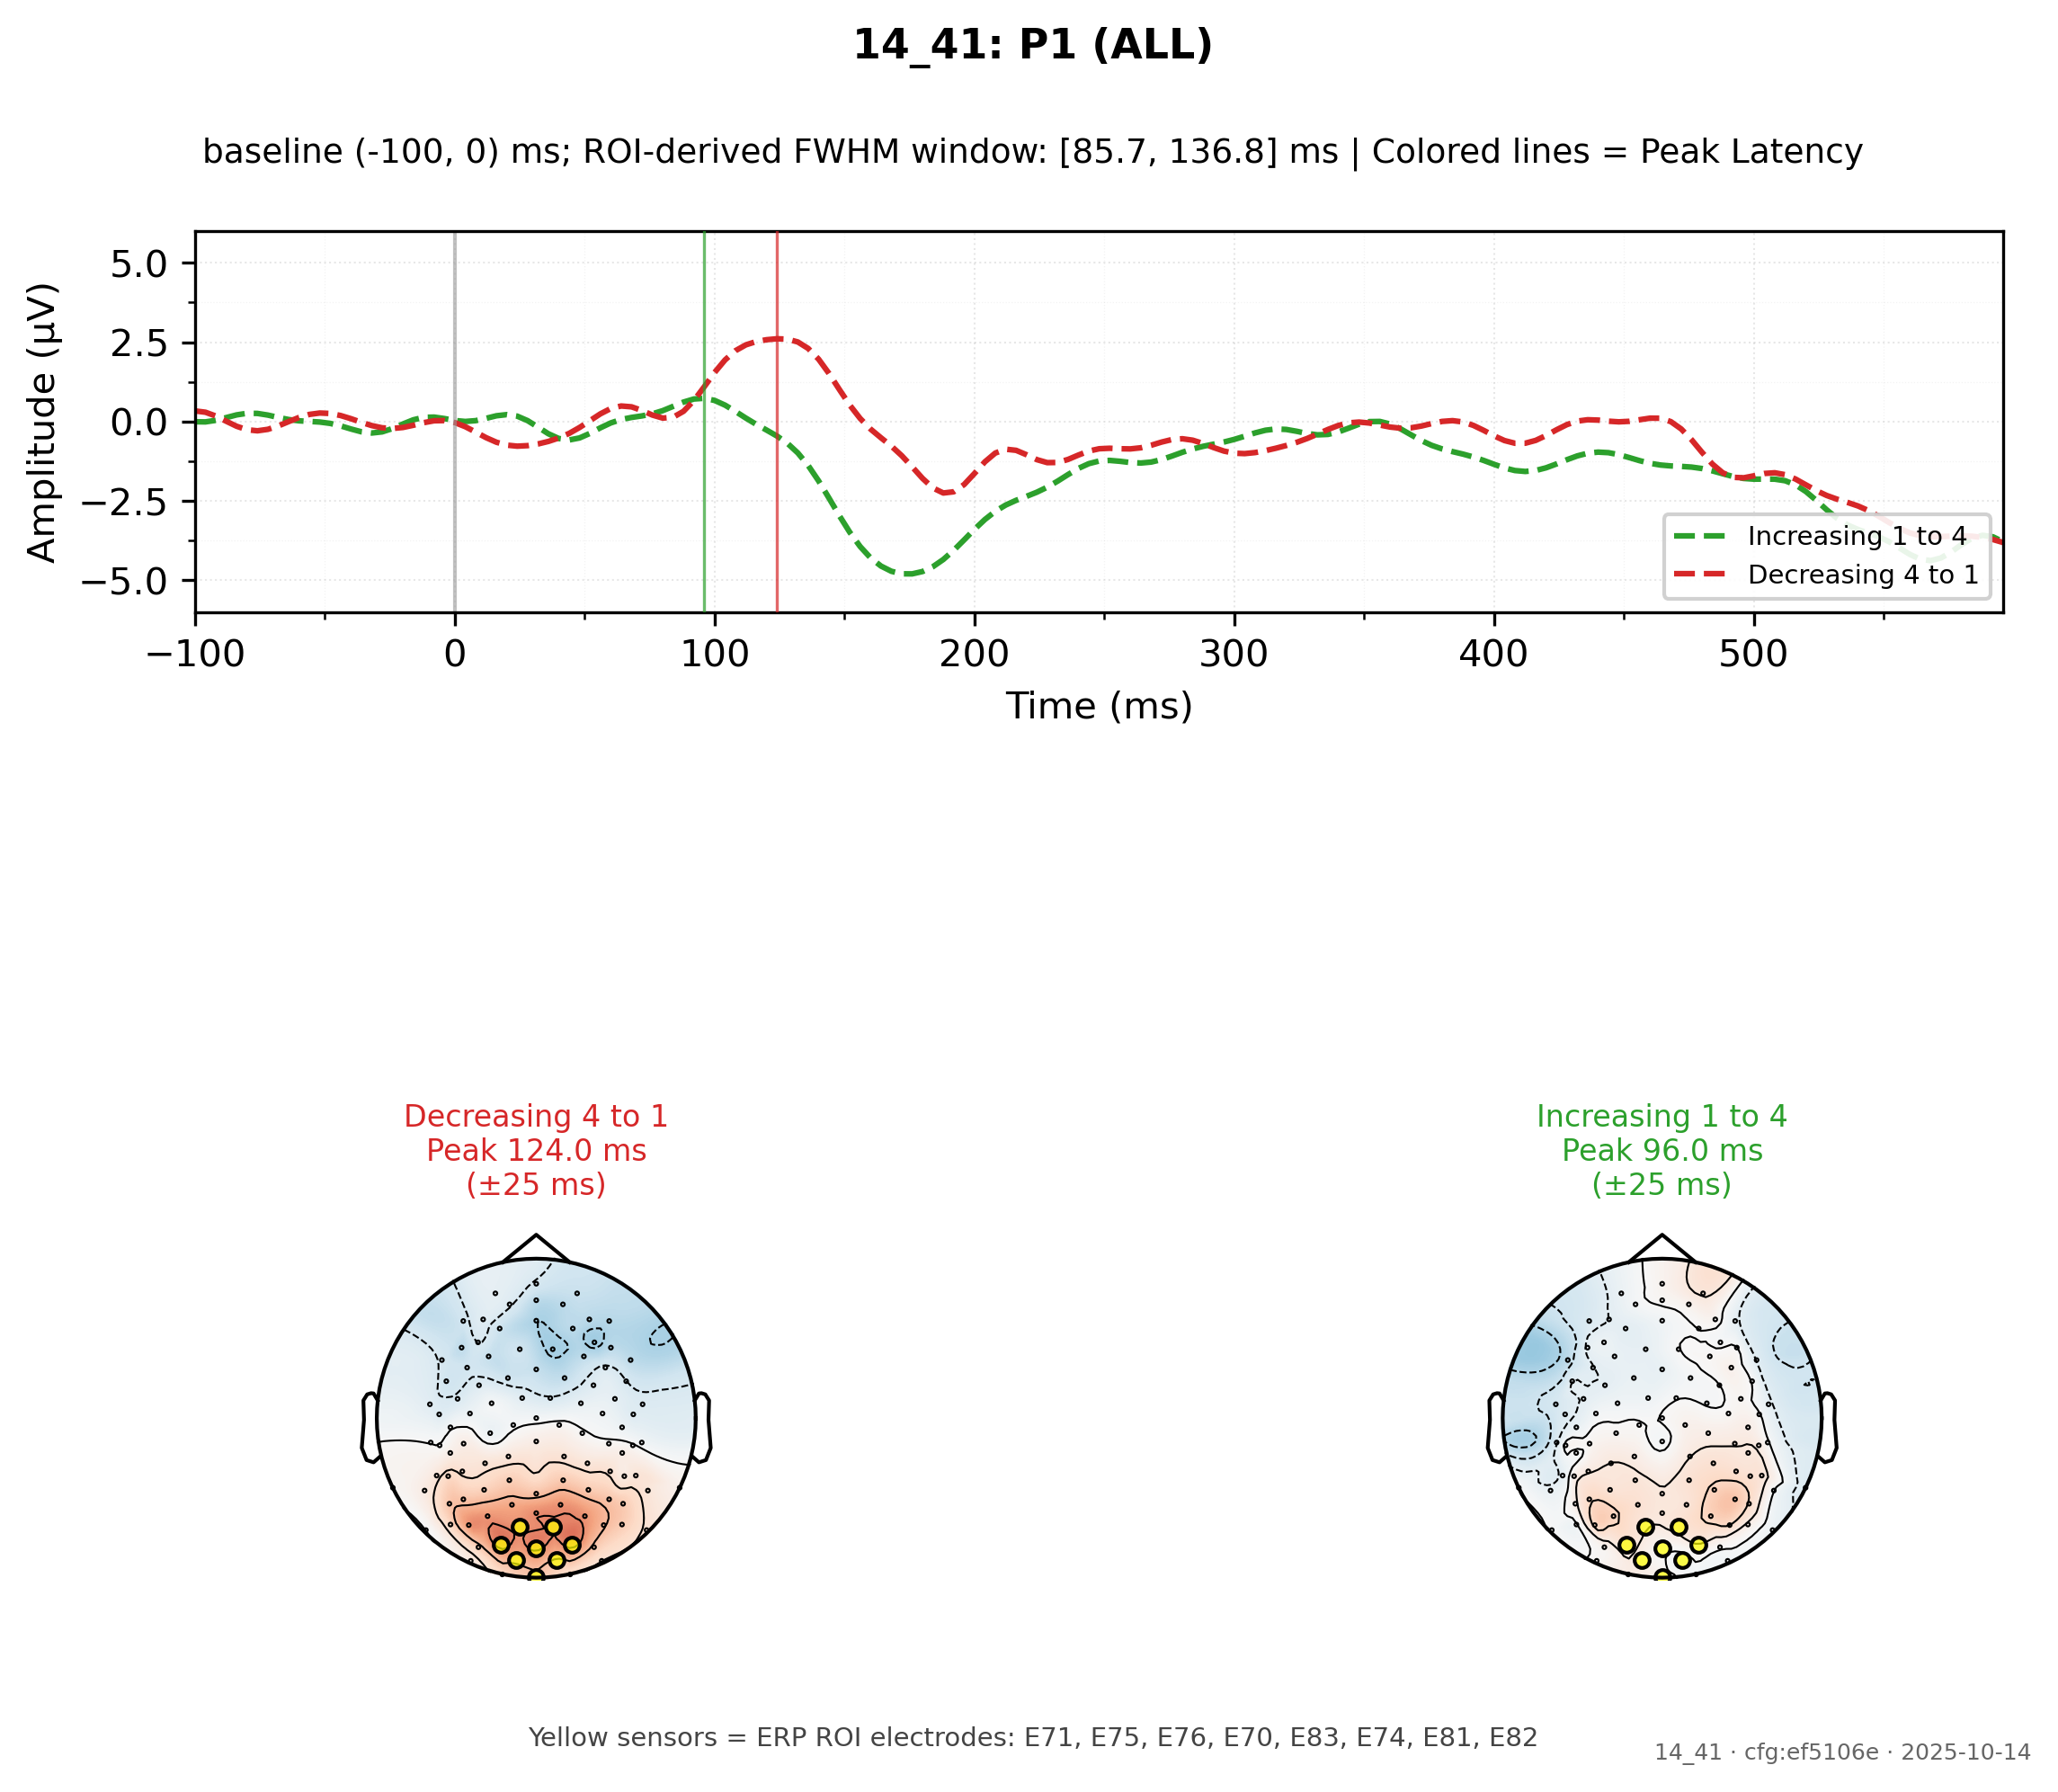 14_41: P1 (ALL)
baseline (-100, 0) ms; ROI-derived FWHM window: [85.7, 136.8] ms | Colored lines = Peak Latency
Amplitude (µV)
5.0
2.5
0.0
−2.5
−5.0
Increasing 1 to 4
Decreasing 4 to 1
−100 0 100 200 300 400 500
Time (ms)
Decreasing 4 to 1
Peak 124.0 ms
(±25 ms)
Increasing 1 to 4
Peak 96.0 ms
(±25 ms)
Yellow sensors = ERP ROI electrodes: E71, E75, E76, E70, E83, E74, E81, E82
14_41 · cfg:ef5106e · 2025-10-14